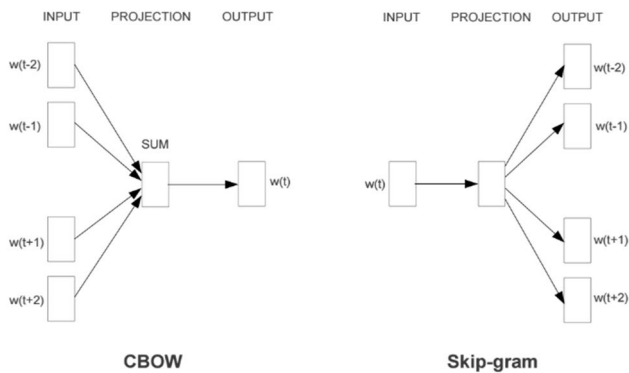 INPUT PROJECTION OUTPUT
w(t-2)
w(t-1)
SUM
w(t)
w(t+1)
w(t+2)
CBOW
INPUT PROJECTION OUTPUT
w(t-2)
w(t-1)
w(t)
w(t+1)
w(t+2)
Skip-gram